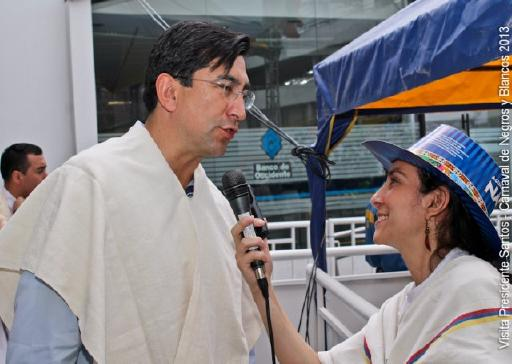 Banco de
Occidente
Visita Presidente Santos - Carnaval de Negros y Blancos 2013.